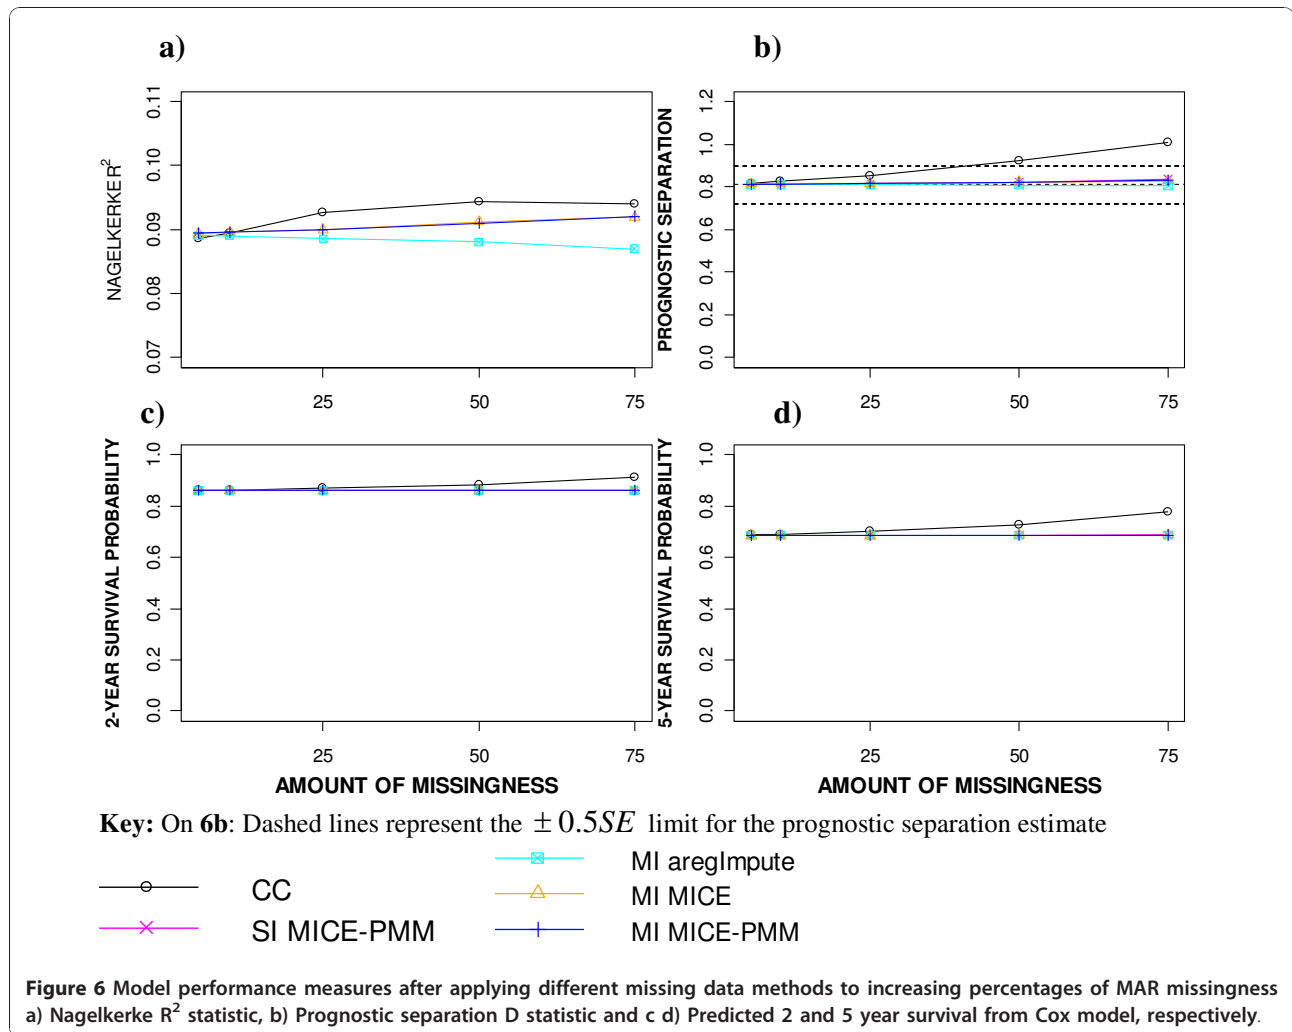 a)
b)
NAGELKERKER²
0.07 0.08 0.09 0.10 0.11
25 50 75
PROGNOSTIC SEPARATION
0.0 0.2 0.4 0.6 0.8 1.0 1.2
25 50 75
c)
d)
2-YEAR SURVIVAL PROBABILITY
0.0 0.2 0.4 0.6 0.8 1.0
25 50 75
AMOUNT OF MISSINGNESS
5-YEAR SURVIVAL PROBABILITY
0.0 0.2 0.4 0.6 0.8 1.0
25 50 75
AMOUNT OF MISSINGNESS
Key: On 6b: Dashed lines represent the ± 0.5SE limit for the prognostic separation estimate
CC
SI MICE-PMM
MI aregImpute
MI MICE
MI MICE-PMM
Figure 6 Model performance measures after applying different missing data methods to increasing percentages of MAR missingness
a) Nagelkerke R² statistic, b) Prognostic separation D statistic and c d) Predicted 2 and 5 year survival from Cox model, respectively.